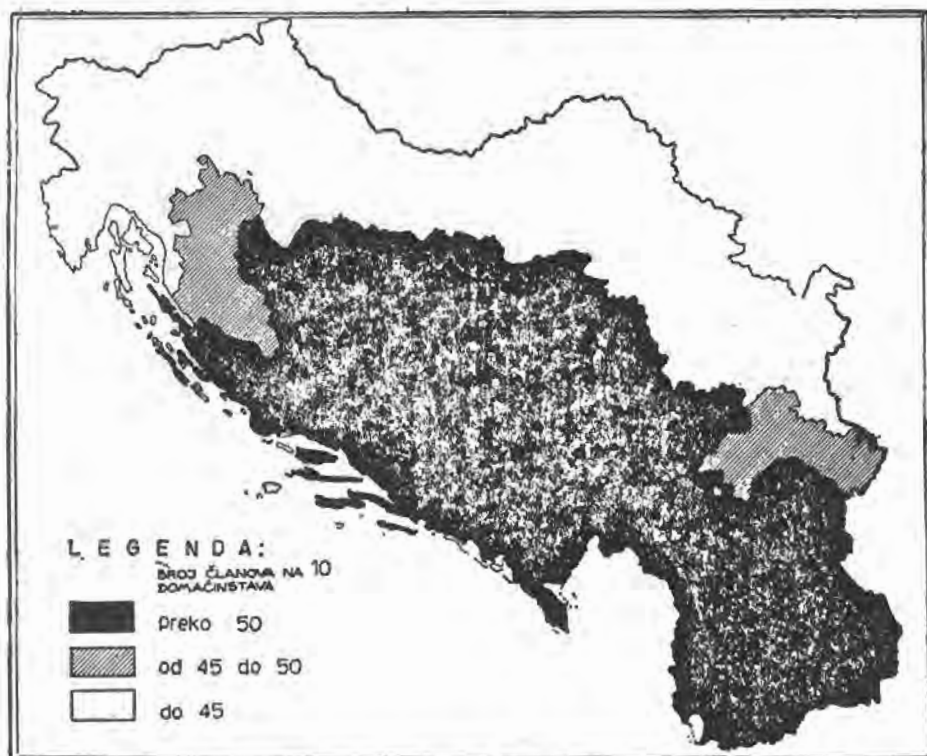 LEGENDA:
BROJ ČLANOVA NA 10
DOMAĆINSTAVA
preko 50
od 45 do 50
do 45